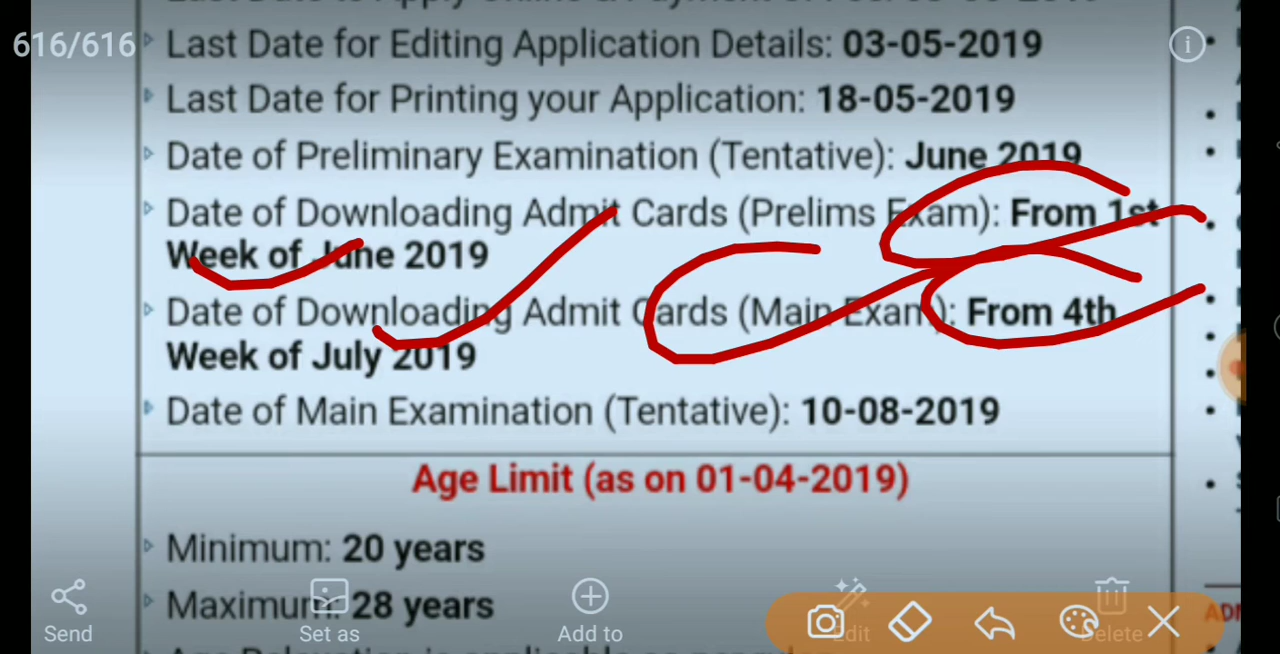 616/616
Last Date for Editing Application Details: 03-05-2019
Last Date for Printing your Application: 18-05-2019
Date of Preliminary Examination (Tentative): June 2019
Date of Downloading Admit Cards (Prelims Exam): From 1st
Week of June 2019
Date of Downloading Admit Cards (Main Exam): From 4th
Week of July 2019
Date of Main Examination (Tentative): 10-08-2019
Age Limit (as on 01-04-2019)
Minimum: 20 years
Maximum: 28 years
Send
Set as
Add to
Edit
Delete